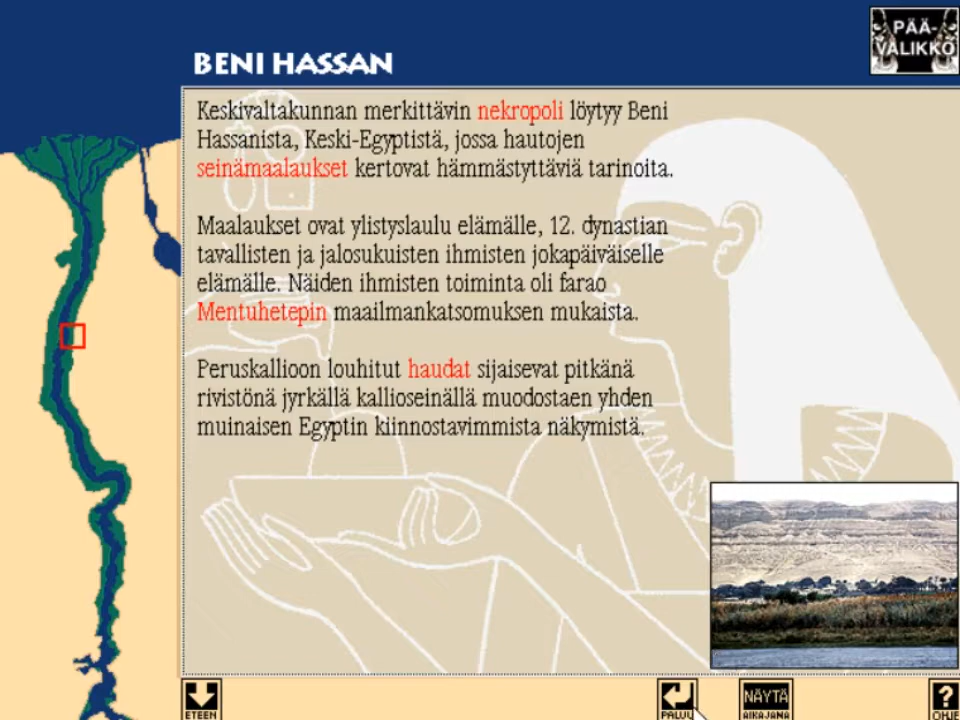 PÄÄ-
VALIKKO
BENI HASSAN
Keskivaltakunnan merkittävin nekropoli löytyy Beni
Hassanista, Keski-Egyptistä, jossa hautojen
seinämaalaukset kertovat hämmästyttäviä tarinoita.
Maalaukset ovat ylistyslaulu elämälle, 12. dynastian
tavallisten ja jalosukuisten ihmisten jokapäiväiselle
elämälle. Näiden ihmisten toiminta oli farao
Mentuhetepin maailmankatsomuksen mukaista.
Peruskallioon louhitut haudat sijaisevat pitkänä
rivistönä jyrkällä kallioseinällä muodostaen yhden
muinaisen Egyptin kiinnostavimmista näkymistä.
ETEEN
PALUU
NÄYTÄ
AIKAJANA
?
OHJE